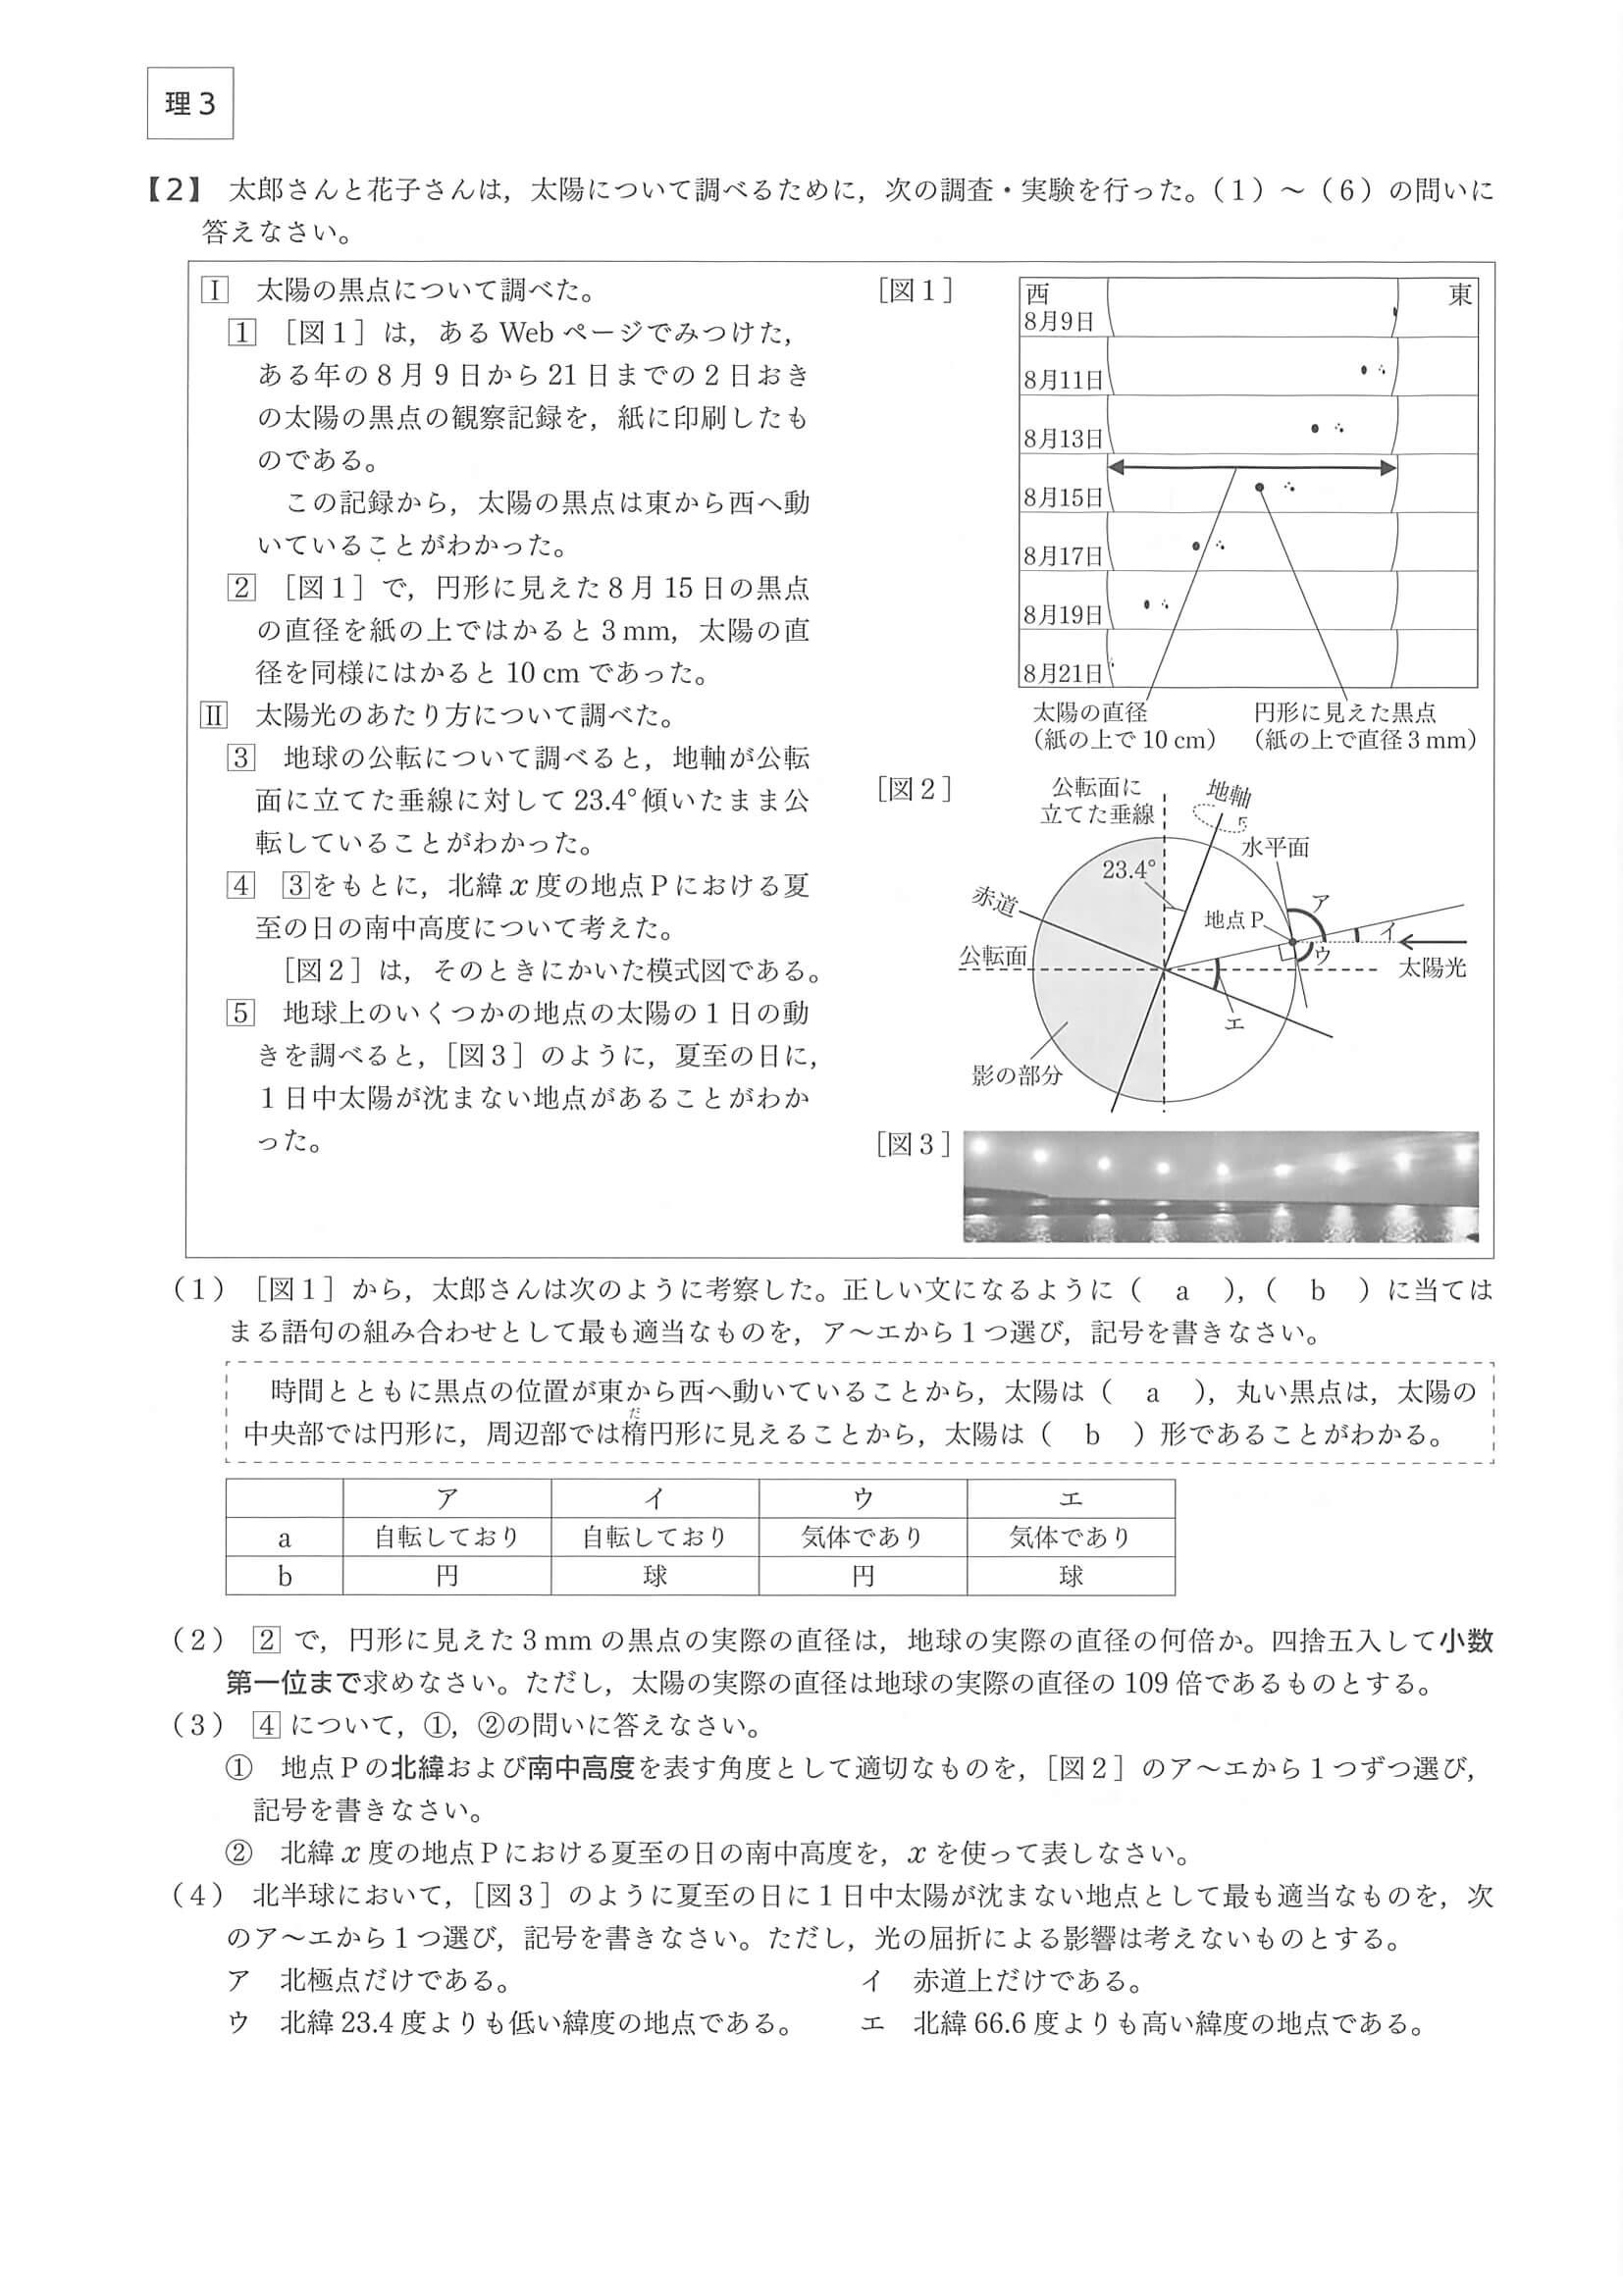 理3
【2】 太郎さんと花子さんは，太陽について調べるために，次の調査・実験を行った。（1）～（6）の問いに
答えなさい。
Ⅰ 太陽の黒点について調べた。
1 ［図1］は，あるWebページでみつけた，
ある年の8月9日から21日までの2日おき
の太陽の黒点の観察記録を，紙に印刷したも
のである。
この記録から，太陽の黒点は東から西へ動
いていることがわかった。
2 ［図1］で，円形に見えた8月15日の黒点
の直径を紙の上ではかると3mm，太陽の直
径を同様にはかると10cmであった。
Ⅱ 太陽光のあたり方について調べた。
3 地球の公転について調べると，地軸が公転
面に立てた垂線に対して23.4°傾いたまま公
転していることがわかった。
4 3をもとに，北緯x度の地点Pにおける夏
至の日の南中高度について考えた。
［図2］は，そのときにかいた模式図である。
5 地球上のいくつかの地点の太陽の1日の動
きを調べると，［図3］のように，夏至の日に，
1日中太陽が沈まない地点があることがわか
った。
［図1］
西 東
8月9日
8月11日
8月13日
8月15日
8月17日
8月19日
8月21日
太陽の直径
（紙の上で10cm）
円形に見えた黒点
（紙の上で直径3mm）
［図2］
公転面に
立てた垂線
地軸
水平面
23.4°
赤道
地点P
ア
イ
ウ
公転面
太陽光
エ
影の部分
［図3］
（1） ［図1］から，太郎さんは次のように考察した。正しい文になるように（ a ），（ b ）に当ては
まる語句の組み合わせとして最も適当なものを，ア～エから1つ選び，記号を書きなさい。
時間とともに黒点の位置が東から西へ動いていることから，太陽は（ a ），丸い黒点は，太陽の
だ
中央部では円形に，周辺部では楕円形に見えることから，太陽は（ b ）形であることがわかる。
ア イ ウ エ
a 自転しており 自転しており 気体であり 気体であり
b 円 球 円 球
（2） 2で，円形に見えた3mmの黒点の実際の直径は，地球の実際の直径の何倍か。四捨五入して小数
第一位まで求めなさい。ただし，太陽の実際の直径は地球の実際の直径の109倍であるものとする。
（3） 4について，①，②の問いに答えなさい。
① 地点Pの北緯および南中高度を表す角度として適切なものを，［図2］のア～エから1つずつ選び，
記号を書きなさい。
② 北緯x度の地点Pにおける夏至の日の南中高度を，xを使って表しなさい。
（4） 北半球において，［図3］のように夏至の日に1日中太陽が沈まない地点として最も適当なものを，次
のア～エから1つ選び，記号を書きなさい。ただし，光の屈折による影響は考えないものとする。
ア 北極点だけである。 イ 赤道上だけである。
ウ 北緯23.4度よりも低い緯度の地点である。 エ 北緯66.6度よりも高い緯度の地点である。